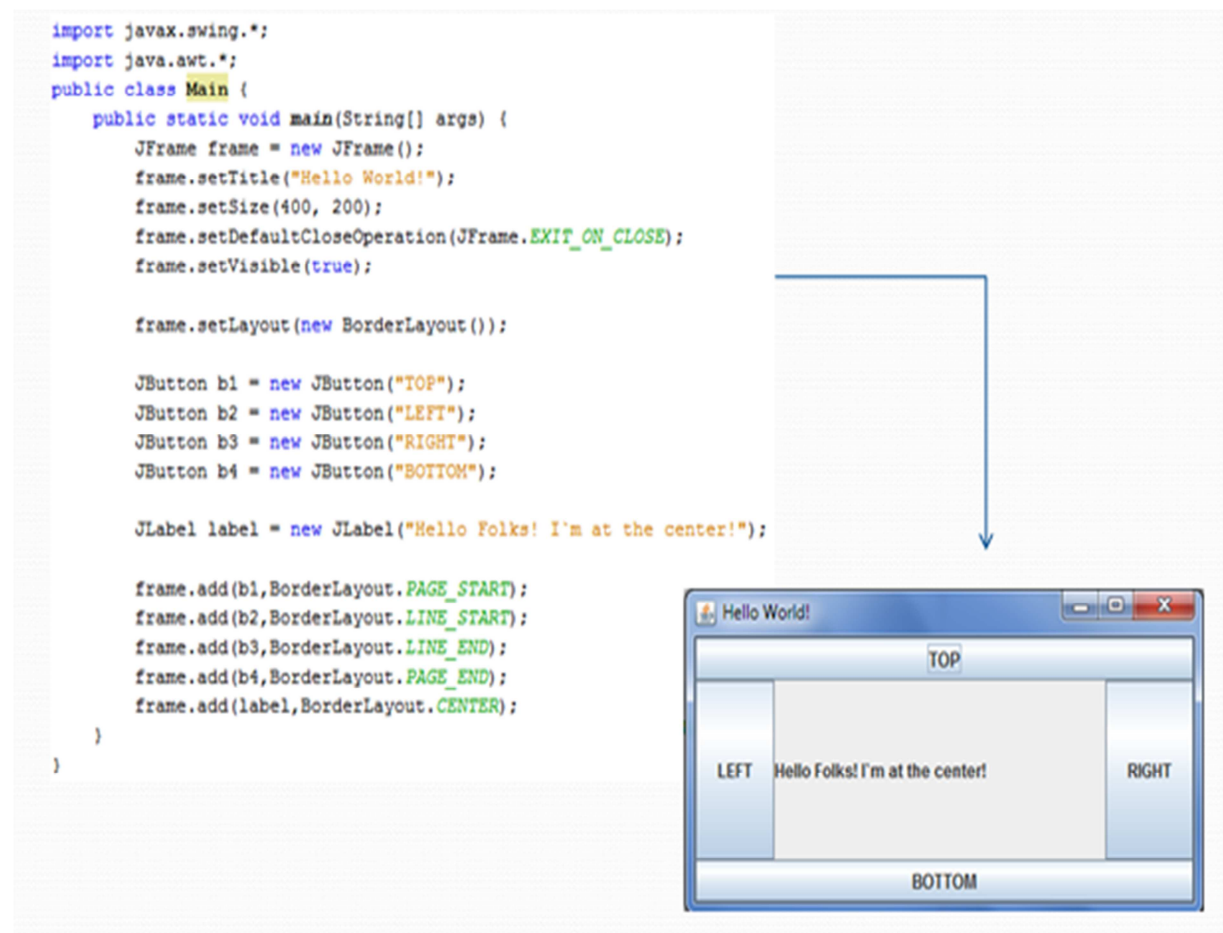 import javax.swing.*;
import java.awt.*;
public class Main {
public static void main(String[] args) {
JFrame frame = new JFrame();
frame.setTitle("Hello World!");
frame.setSize(400, 200);
frame.setDefaultCloseOperation(JFrame.EXIT_ON_CLOSE);
frame.setVisible(true);
frame.setLayout(new BorderLayout());
JButton b1 = new JButton("TOP");
JButton b2 = new JButton("LEFT");
JButton b3 = new JButton("RIGHT");
JButton b4 = new JButton("BOTTOM");
JLabel label = new JLabel("Hello Folks! I`m at the center!");
frame.add(b1,BorderLayout.PAGE_START);
frame.add(b2,BorderLayout.LINE_START);
frame.add(b3,BorderLayout.LINE_END);
frame.add(b4,BorderLayout.PAGE_END);
frame.add(label,BorderLayout.CENTER);
}
}
Hello World!
TOP
LEFT Hello Folks! I`m at the center! RIGHT
BOTTOM